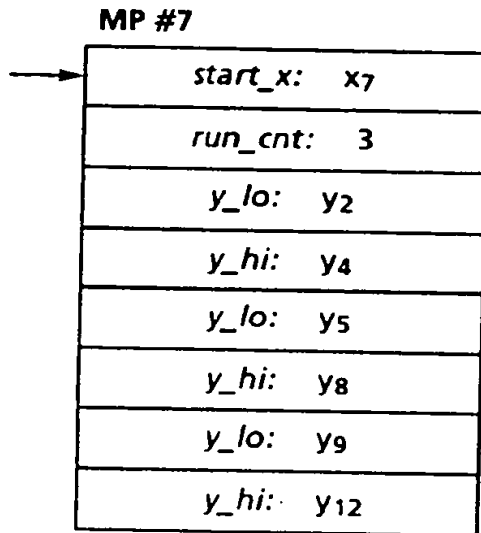 MP #7
start_x: x7
run_cnt: 3
y_lo: y2
y_hi: y4
y_lo: y5
y_hi: y8
y_lo: y9
y_hi: y12